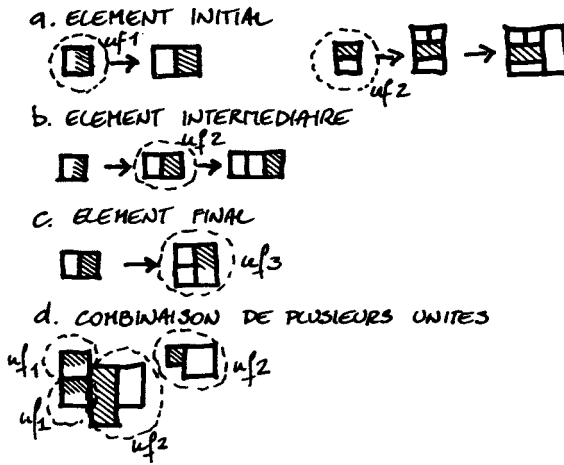 a. ELEMENT INITIAL
uf1
uf2
b. ELEMENT INTERMEDIAIRE
uf2
c. ELEMENT FINAL
uf3
d. COMBINAISON DE PLUSIEURS UNITES
uf1
uf2
uf1
uf2